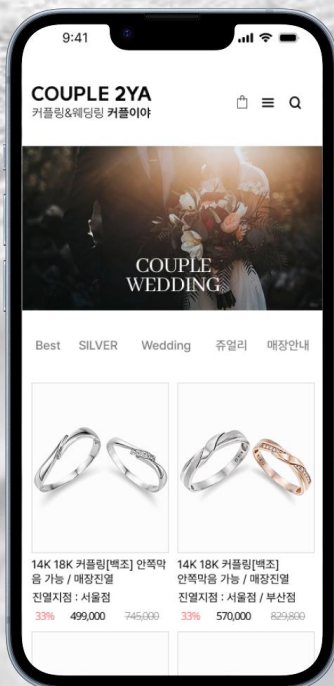 9:41
COUPLE 2YA
커플링&웨딩링 커플이야
COUPLE
WEDDING
Best SILVER Wedding 쥬얼리 매장안내
14K 18K 커플링[백조] 안쪽막
음 가능 / 매장진열
진열지점 : 서울점
33% 499,000 745,000
14K 18K 커플링[백조]
안쪽막음 가능 / 매장진열
진열지점 : 서울점 / 부산점
33% 570,000 829,800